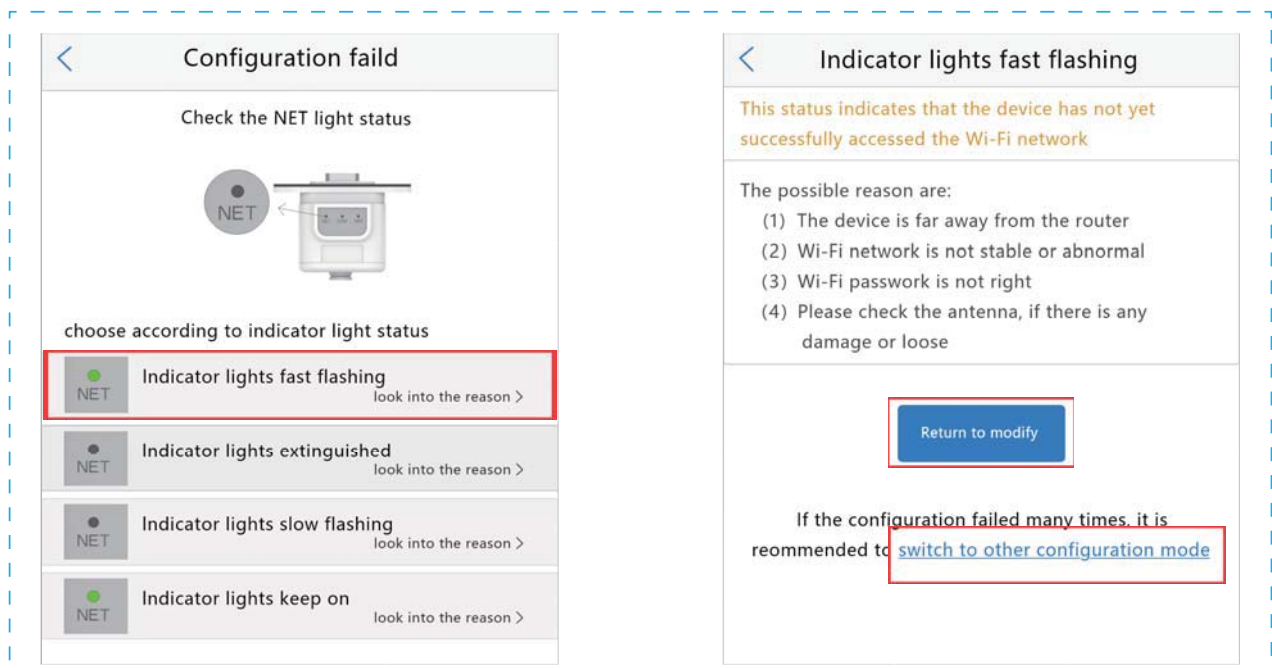 Configuration faild
Check the NET light status
NET
choose according to indicator light status
NET
Indicator lights fast flashing
look into the reason >
NET
Indicator lights extinguished
look into the reason >
NET
Indicator lights slow flashing
look into the reason >
NET
Indicator lights keep on
look into the reason >
Indicator lights fast flashing
This status indicates that the device has not yet
successfully accessed the Wi-Fi network
The possible reason are:
(1) The device is far away from the router
(2) Wi-Fi network is not stable or abnormal
(3) Wi-Fi passwork is not right
(4) Please check the antenna, if there is any
damage or loose
Return to modify
If the configuration failed many times, it is
reommended to switch to other configuration mode